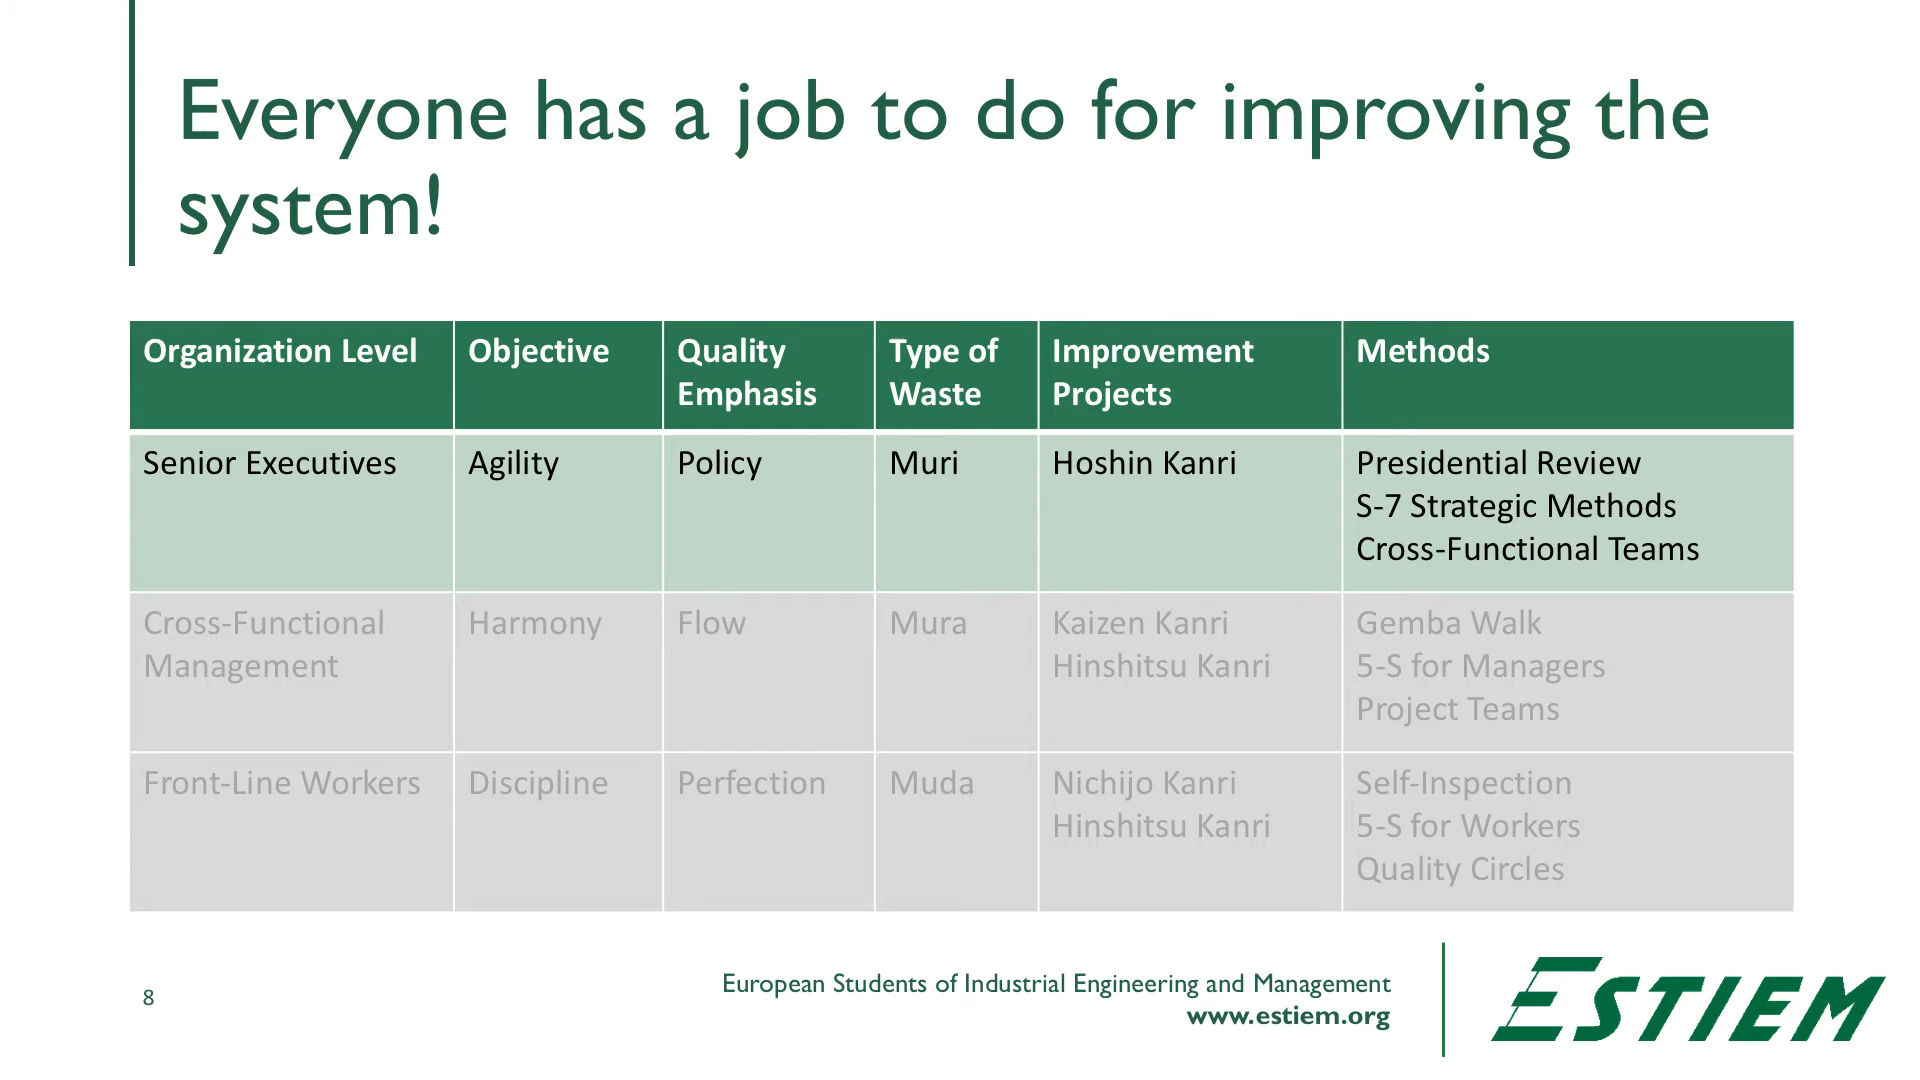 Everyone has a job to do for improving the
system!
Organization Level
Objective
Quality
Emphasis
Type of
Waste
Improvement
Projects
Methods
Senior Executives
Agility
Policy
Muri
Hoshin Kanri
Presidential Review
S-7 Strategic Methods
Cross-Functional Teams
Cross-Functional
Management
Harmony
Flow
Mura
Kaizen Kanri
Hinshitsu Kanri
Gemba Walk
5-S for Managers
Project Teams
Front-Line Workers
Discipline
Perfection
Muda
Nichijo Kanri
Hinshitsu Kanri
Self-Inspection
5-S for Workers
Quality Circles
8
European Students of Industrial Engineering and Management
www.estiem.org
ESTIEM